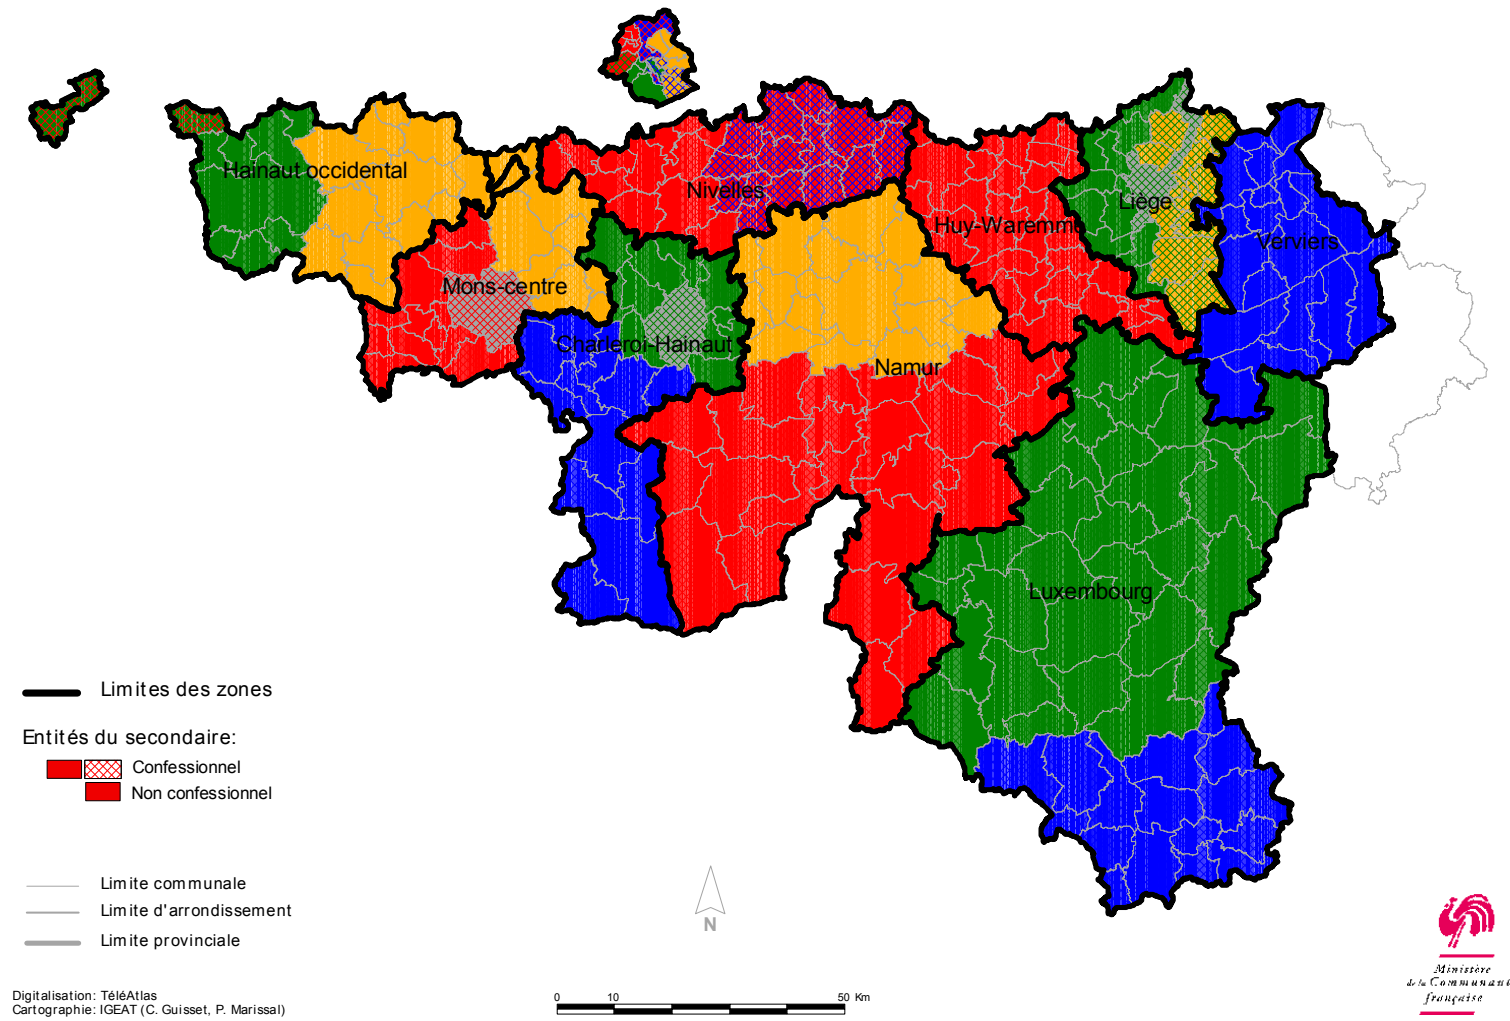 Hainaut occidental
Nivelles
Liège
Huy-Waremme
Verviers
Mons-centre
Charleroi-Hainaut
Namur
Luxembourg
Limites des zones
Entités du secondaire:
Confessionnel
Non confessionnel
Limite communale
Limite d'arrondissement
Limite provinciale
N
Digitalisation: TéléAtlas
Cartographie: IGEAT (C. Guisset, P. Marissal)
0 10 50 Km
Ministère
de la Communauté
française